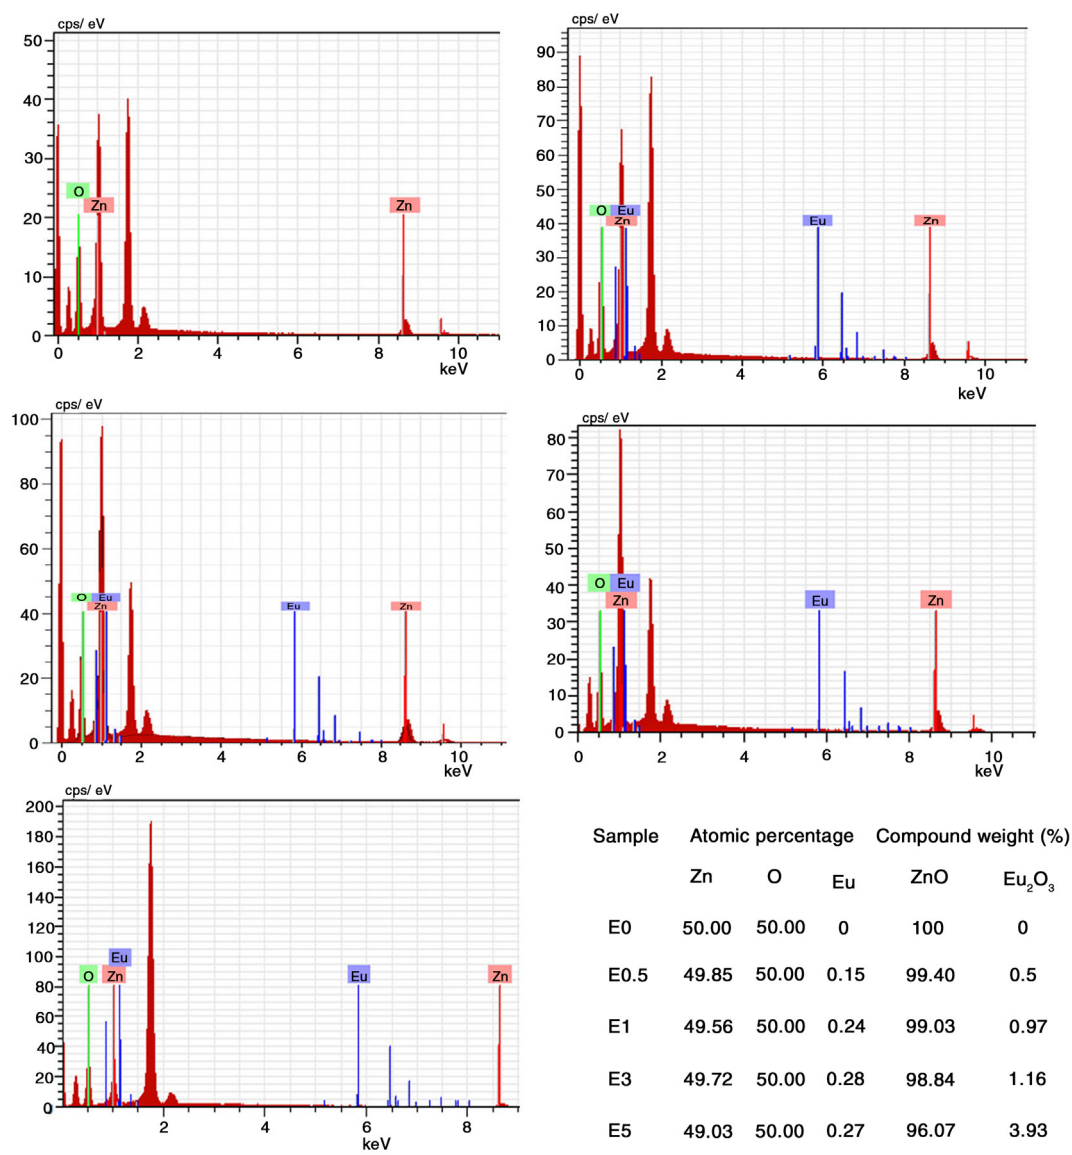 cps/ eV
50
40
30
20
10
0
O
Zn
Zn
0 2 4 6 8 10
keV
cps/ eV
90
80
70
60
50
40
30
20
10
0
O Eu
Zn
Eu
Zn
0 2 4 6 8 10
keV
cps/ eV
100
80
60
40
20
0
O Eu
Zn
Eu
Zn
0 2 4 6 8 10
keV
cps/ eV
80
70
60
50
40
30
20
10
0
O Eu
Zn
Eu
Zn
0 2 4 6 8 10
keV
cps/ eV
200
180
160
140
120
100
80
60
40
20
0
Eu
O Zn
Eu
Zn
2 4 6 8
keV
Sample Atomic percentage Compound weight (%)
Zn O Eu ZnO Eu₂O₃
E0 50.00 50.00 0 100 0
E0.5 49.85 50.00 0.15 99.40 0.5
E1 49.56 50.00 0.24 99.03 0.97
E3 49.72 50.00 0.28 98.84 1.16
E5 49.03 50.00 0.27 96.07 3.93